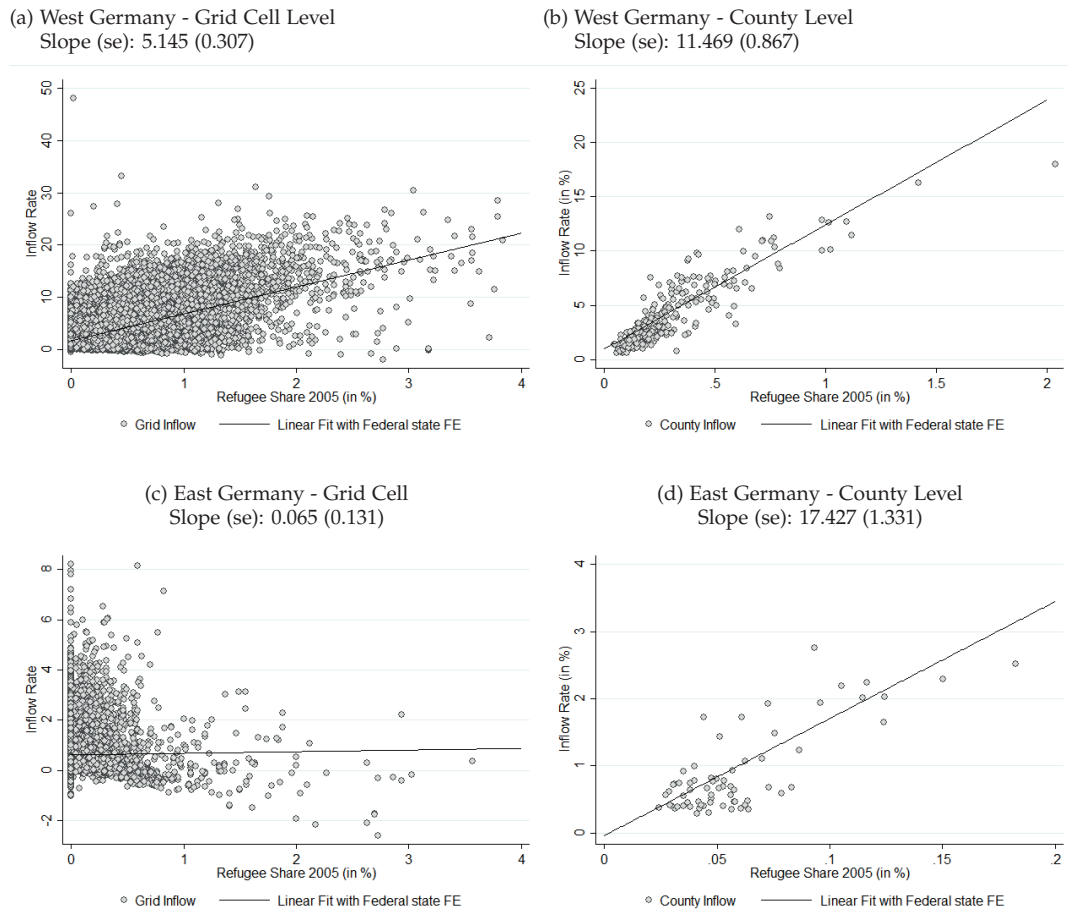 (a) West Germany - Grid Cell Level
Slope (se): 5.145 (0.307)
50
40
30
20
10
0
Inflow Rate
0 1 2 3 4
Refugee Share 2005 (in %)
Grid Inflow Linear Fit with Federal state FE
(b) West Germany - County Level
Slope (se): 11.469 (0.867)
25
20
15
10
5
0
Inflow Rate (in %)
0 .5 1 1.5 2
Refugee Share 2005 (in %)
County Inflow Linear Fit with Federal state FE
(c) East Germany - Grid Cell
Slope (se): 0.065 (0.131)
8
6
4
2
0
-2
Inflow Rate
0 1 2 3 4
Refugee Share 2005 (in %)
Grid Inflow Linear Fit with Federal state FE
(d) East Germany - County Level
Slope (se): 17.427 (1.331)
4
3
2
1
0
Inflow Rate (in %)
0 .05 .1 .15 .2
Refugee Share 2005 (in %)
County Inflow Linear Fit with Federal state FE